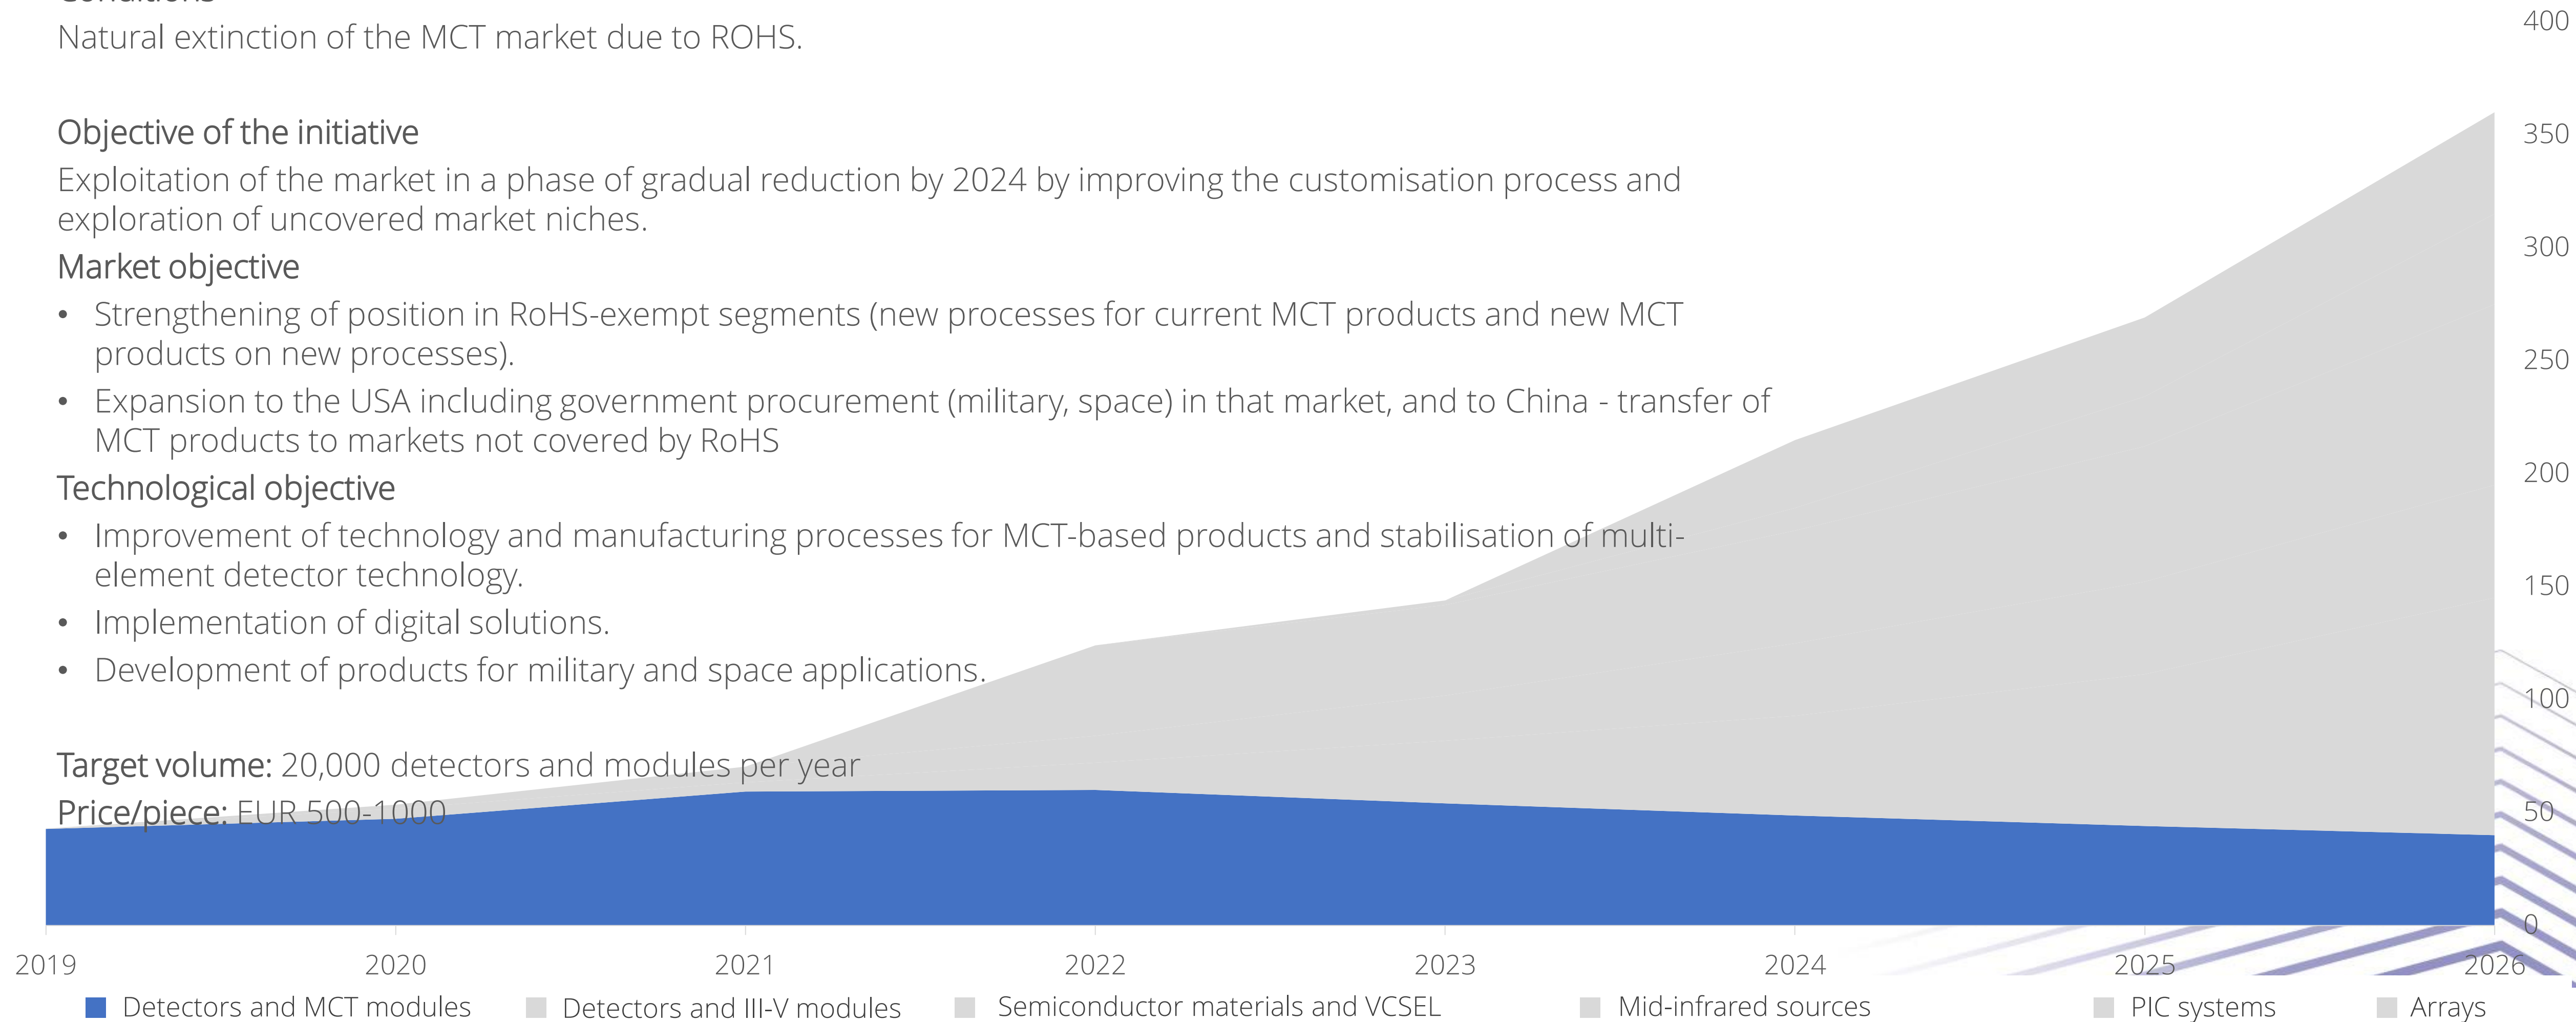 Conditions
Natural extinction of the MCT market due to ROHS.
Objective of the initiative
Exploitation of the market in a phase of gradual reduction by 2024 by improving the customisation process and
exploration of uncovered market niches.
Market objective
• Strengthening of position in RoHS-exempt segments (new processes for current MCT products and new MCT
products on new processes).
• Expansion to the USA including government procurement (military, space) in that market, and to China - transfer of
MCT products to markets not covered by RoHS
Technological objective
• Improvement of technology and manufacturing processes for MCT-based products and stabilisation of multi-
element detector technology.
• Implementation of digital solutions.
• Development of products for military and space applications.
Target volume: 20,000 detectors and modules per year
Price/piece: EUR 500-1000
400
350
300
250
200
150
100
50
0
2019 2020 2021 2022 2023 2024 2025 2026
Detectors and MCT modules Detectors and III-V modules Semiconductor materials and VCSEL Mid-infrared sources PIC systems Arrays